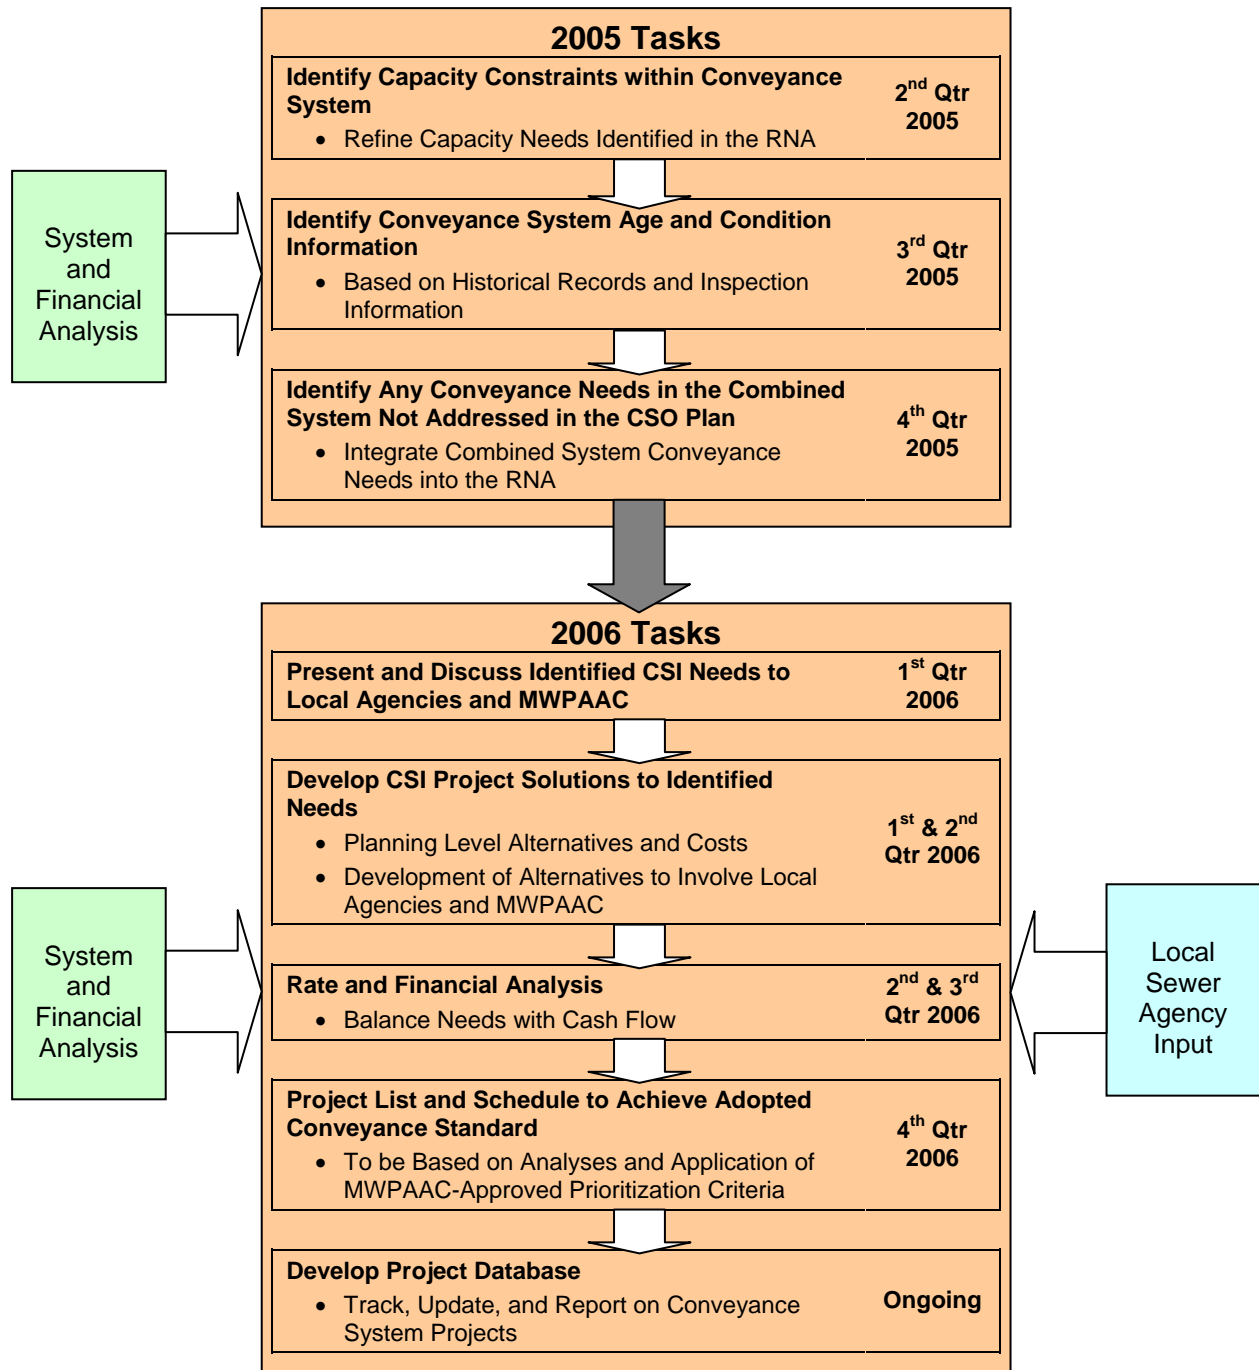 2005 Tasks
Identify Capacity Constraints within Conveyance
System
• Refine Capacity Needs Identified in the RNA
2nd Qtr
2005
System
and
Financial
Analysis
Identify Conveyance System Age and Condition
Information
• Based on Historical Records and Inspection
Information
3rd Qtr
2005
Identify Any Conveyance Needs in the Combined
System Not Addressed in the CSO Plan
• Integrate Combined System Conveyance
Needs into the RNA
4th Qtr
2005
2006 Tasks
Present and Discuss Identified CSI Needs to
Local Agencies and MWPAAC
1st Qtr
2006
Develop CSI Project Solutions to Identified
Needs
• Planning Level Alternatives and Costs
• Development of Alternatives to Involve Local
Agencies and MWPAAC
1st & 2nd
Qtr 2006
System
and
Financial
Analysis
Rate and Financial Analysis
• Balance Needs with Cash Flow
2nd & 3rd
Qtr 2006
Local
Sewer
Agency
Input
Project List and Schedule to Achieve Adopted
Conveyance Standard
• To be Based on Analyses and Application of
MWPAAC-Approved Prioritization Criteria
4th Qtr
2006
Develop Project Database
• Track, Update, and Report on Conveyance
System Projects
Ongoing